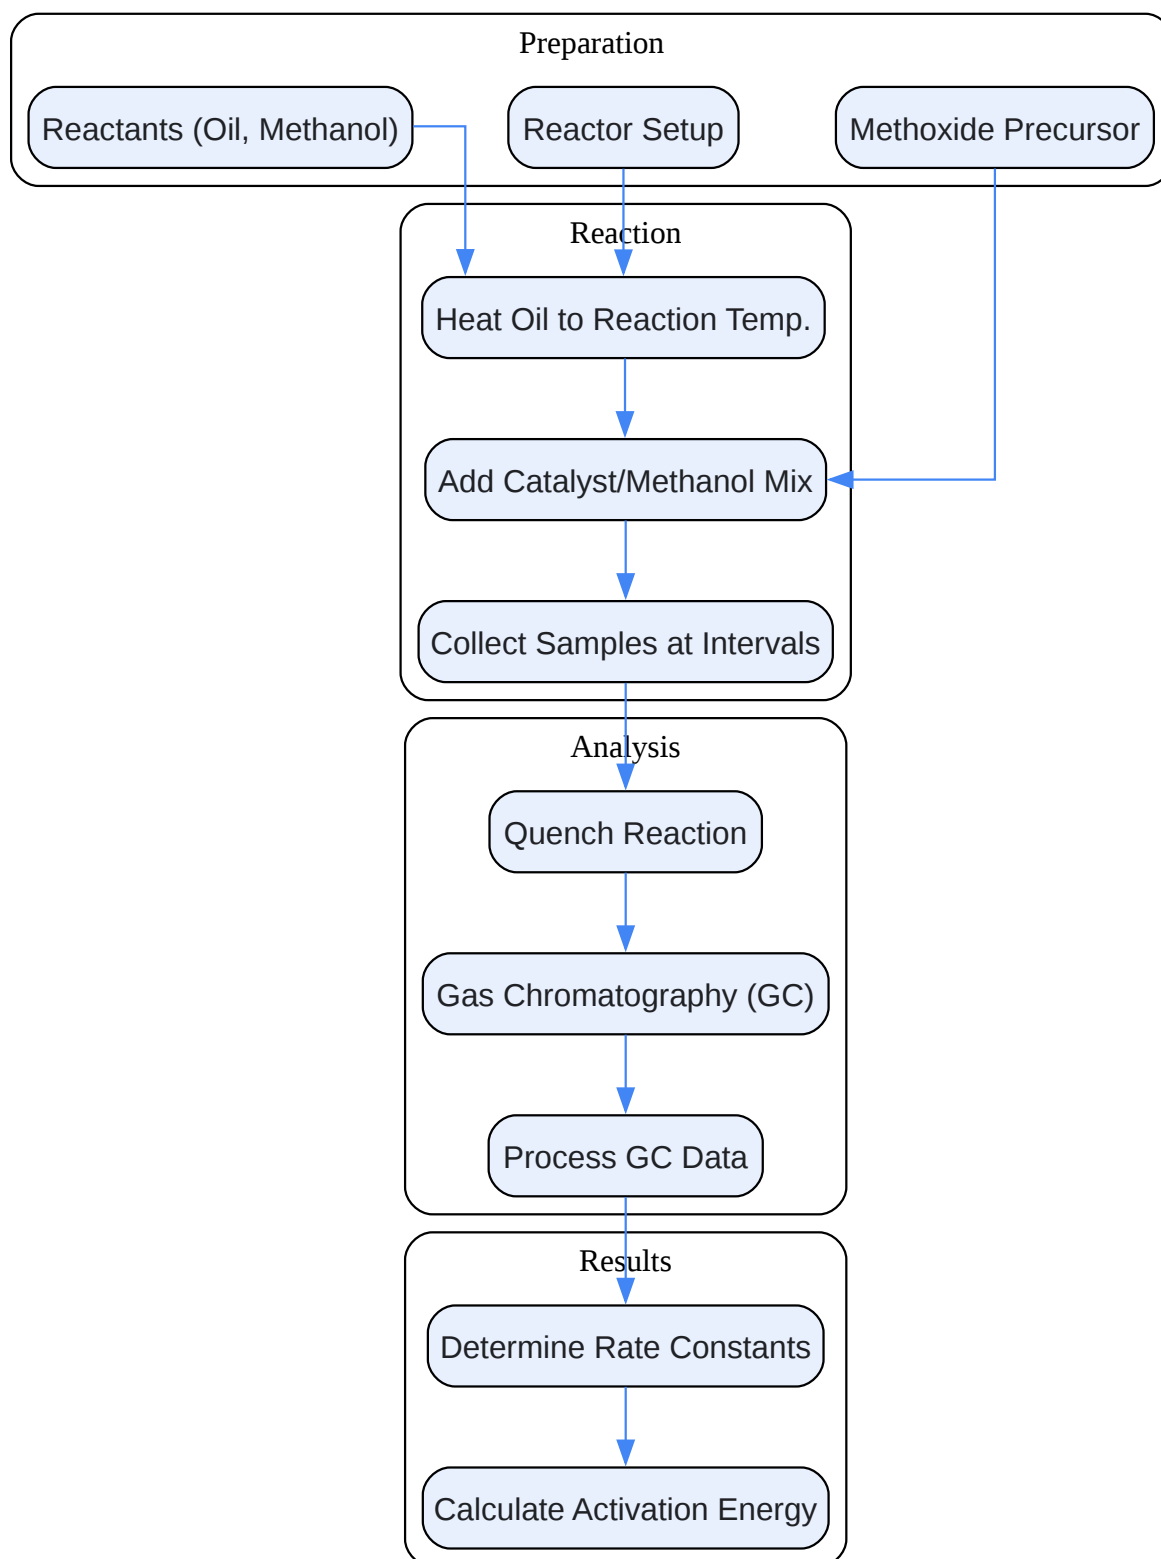 Preparation
Reactants (Oil, Methanol)
Reactor Setup
Methoxide Precursor
Reaction
Heat Oil to Reaction Temp.
Add Catalyst/Methanol Mix
Collect Samples at Intervals
Analysis
Quench Reaction
Gas Chromatography (GC)
Process GC Data
Results
Determine Rate Constants
Calculate Activation Energy